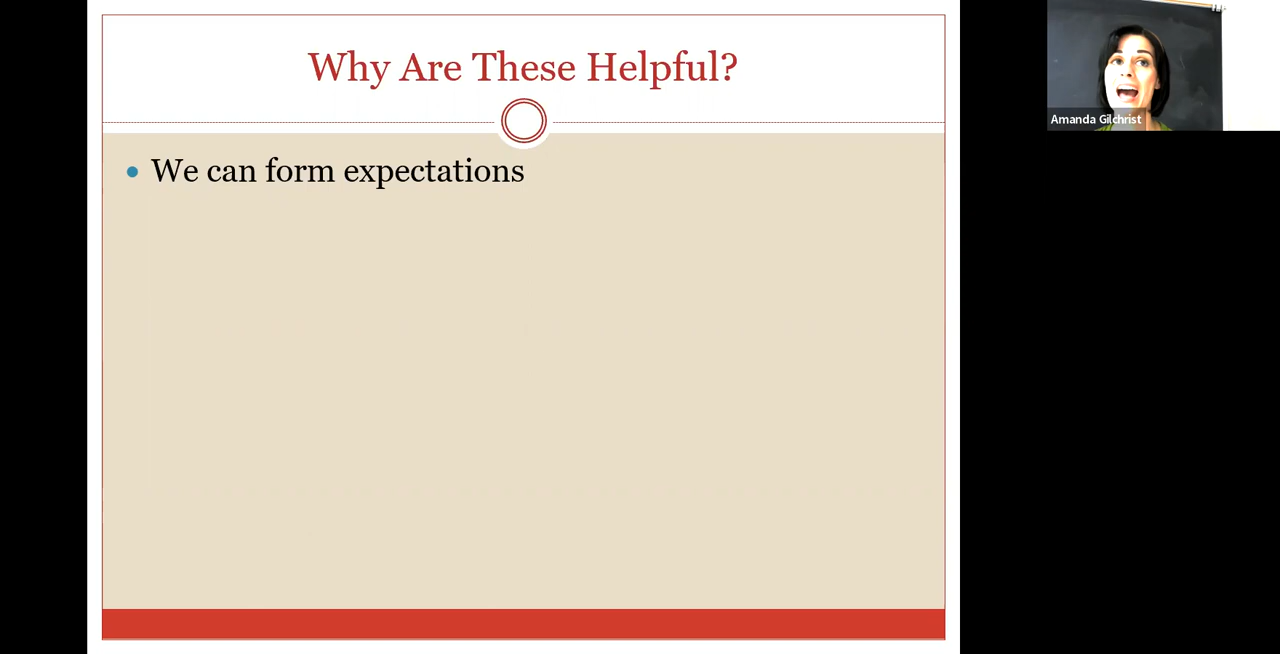 Why Are These Helpful?
We can form expectations
Amanda Gilchrist